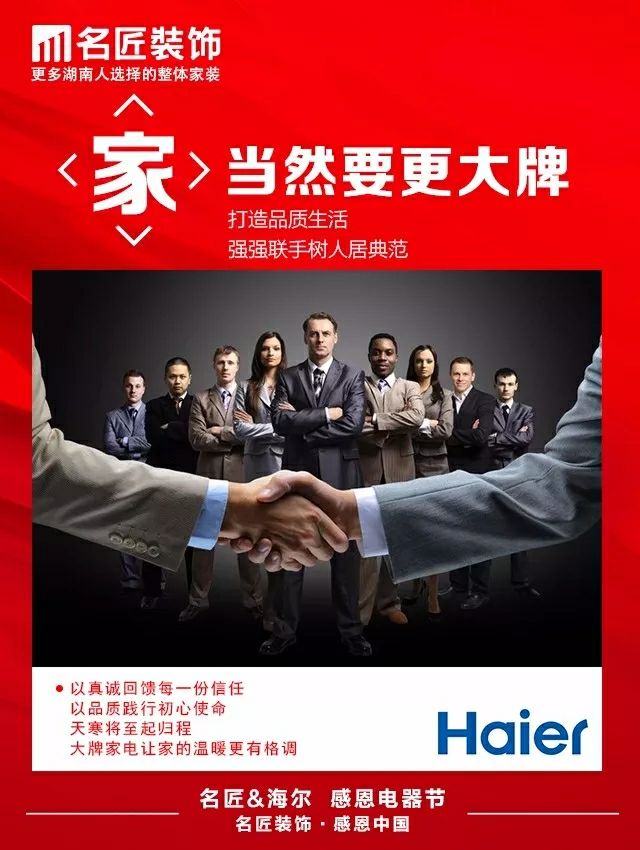 名匠装饰
更多湖南人选择的整体家装
家 当然要更大牌
打造品质生活
强强联手树人居典范
以真诚回馈每一份信任
以品质践行初心使命
天寒将至起归程
大牌家电让家的温暖更有格调
Haier
名匠&海尔 感恩电器节
名匠装饰·感恩中国